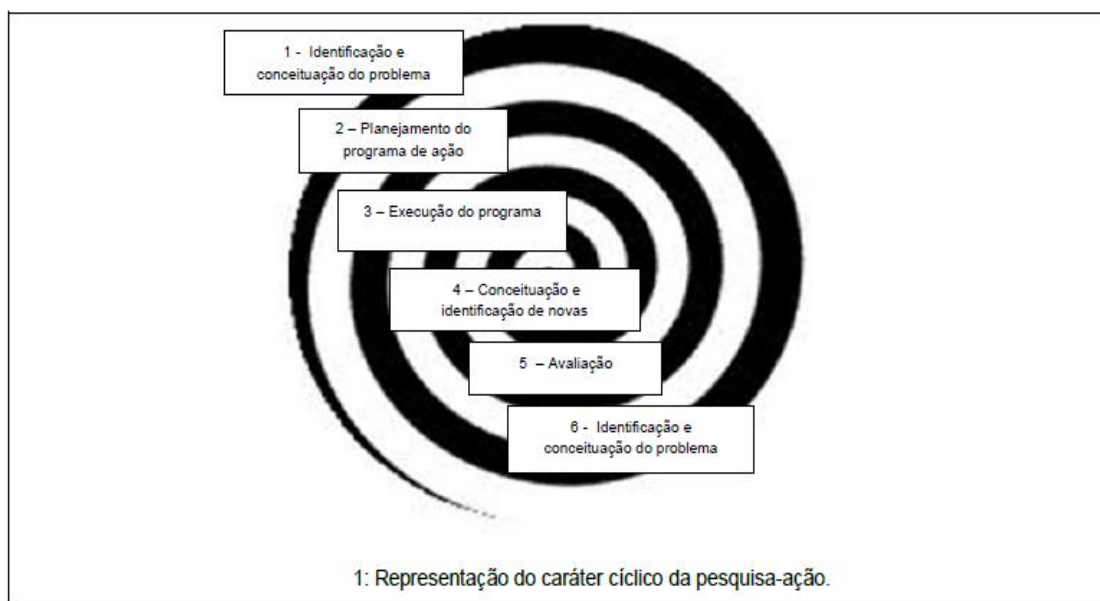 1 - Identificação e
conceituação do problema
2 – Planejamento do
programa de ação
3 – Execução do programa
4 – Conceituação e
identificação de novas
5 – Avaliação
6 - Identificação e
conceituação do problema
1: Representação do caráter cíclico da pesquisa-ação.